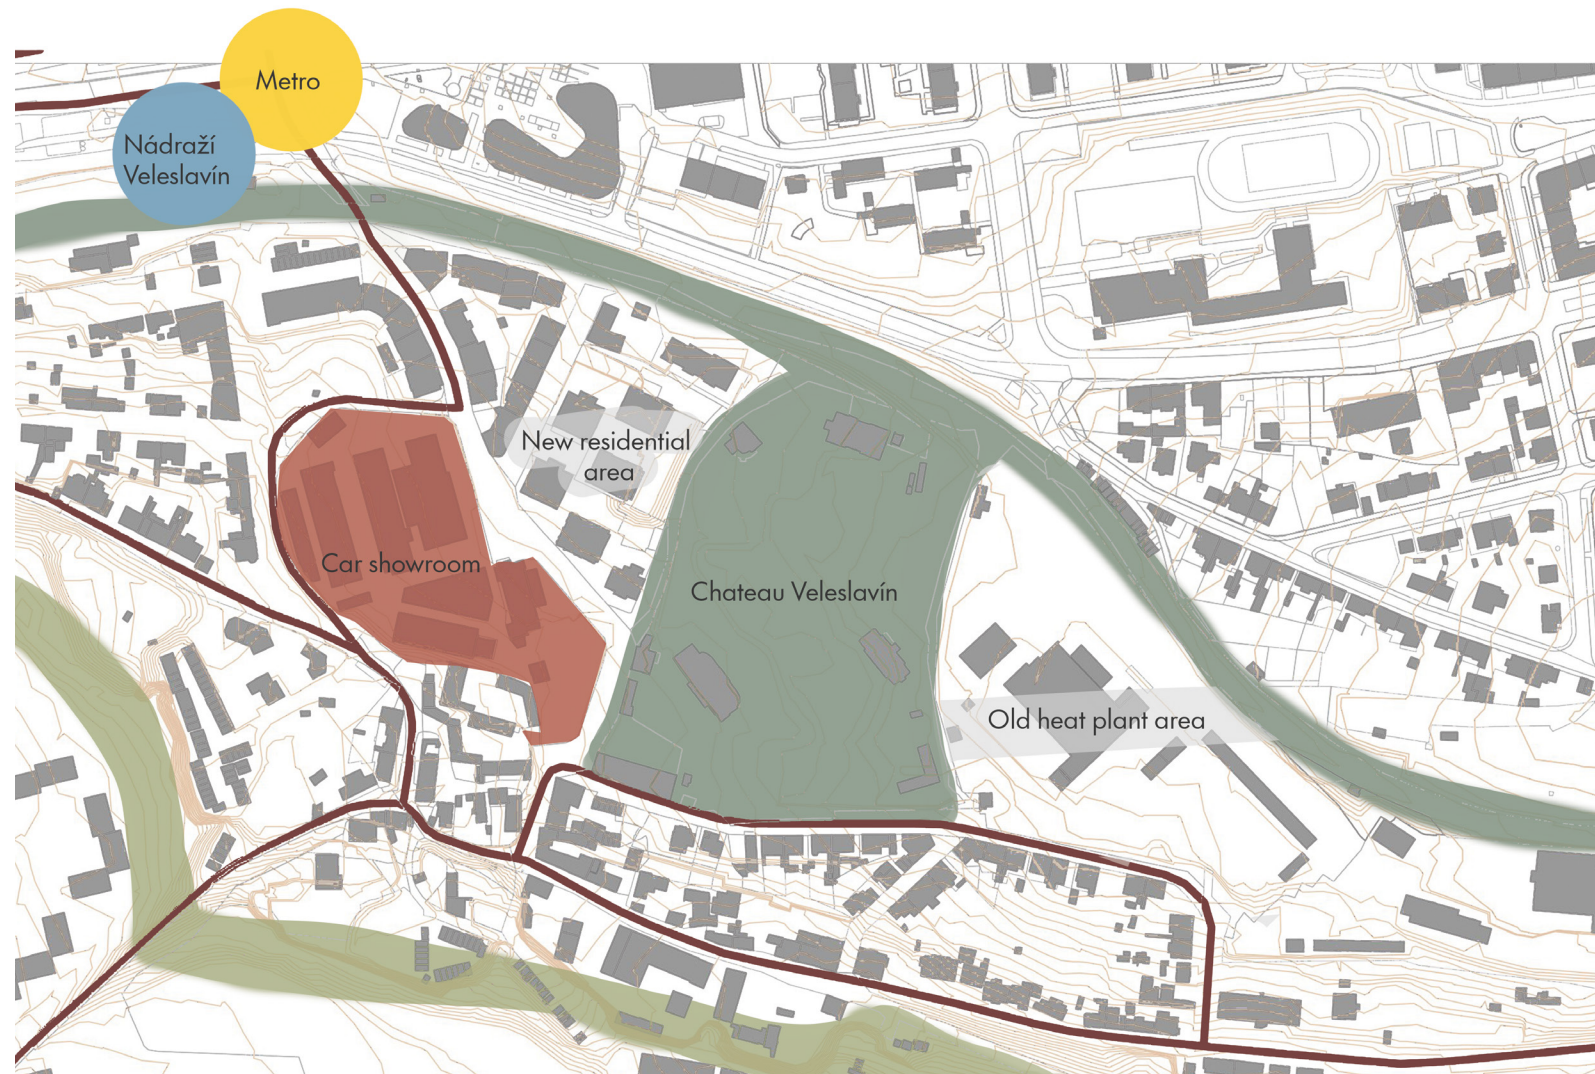 Metro
Nádraží
Veleslavín
New residential
area
Car showroom
Chateau Veleslavín
Old heat plant area